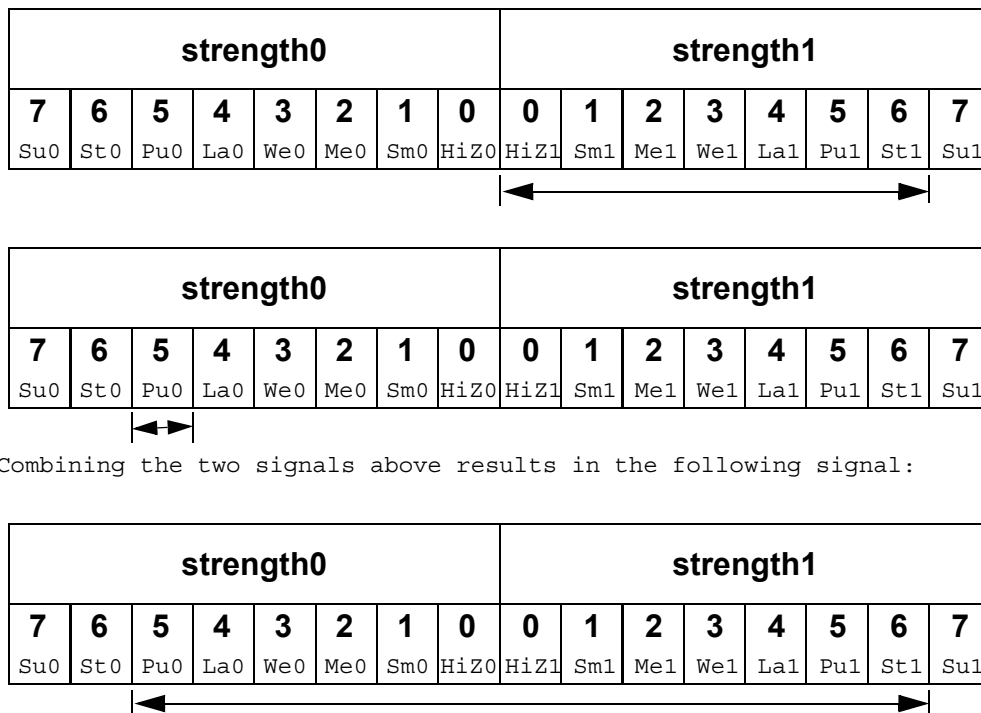 strength0 strength1
7 6 5 4 3 2 1 0 0 1 2 3 4 5 6 7
Su0 St0 Pu0 La0 We0 Me0 Sm0 HiZ0 HiZ1 Sm1 Me1 We1 La1 Pu1 St1 Su1
strength0 strength1
7 6 5 4 3 2 1 0 0 1 2 3 4 5 6 7
Su0 St0 Pu0 La0 We0 Me0 Sm0 HiZ0 HiZ1 Sm1 Me1 We1 La1 Pu1 St1 Su1
Combining the two signals above results in the following signal:
strength0 strength1
7 6 5 4 3 2 1 0 0 1 2 3 4 5 6 7
Su0 St0 Pu0 La0 We0 Me0 Sm0 HiZ0 HiZ1 Sm1 Me1 We1 La1 Pu1 St1 Su1